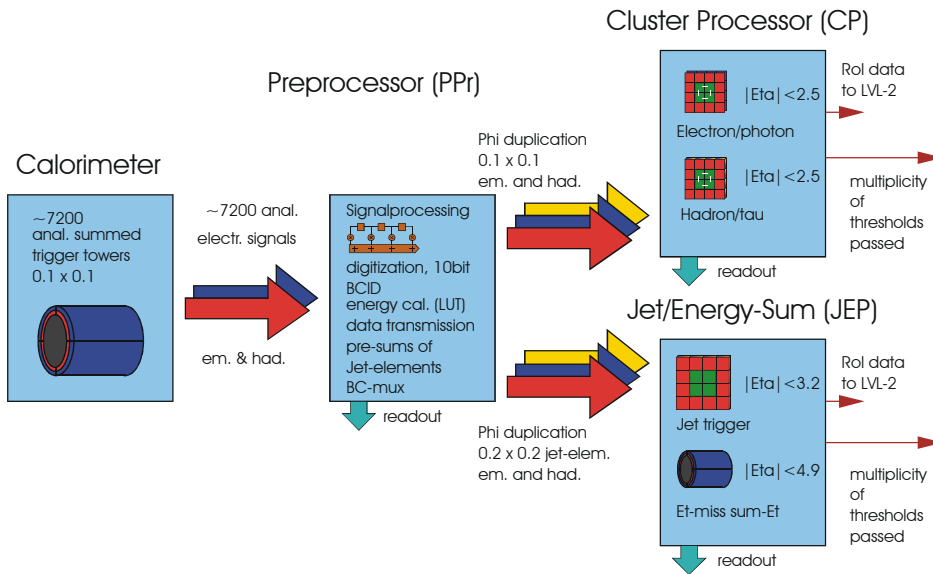 Cluster Processor (CP)
Preprocessor (PPr)
Calorimeter
~7200
anal. summed
trigger towers
0.1 x 0.1
~7200 anal.
electr. signals
em. & had.
Signalprocessing
digitization, 10bit
BCID
energy cal. (LUT)
data transmission
pre-sums of
Jet-elements
BC-mux
readout
Phi duplication
0.1 x 0.1
em. and had.
|Eta|<2.5
Electron/photon
|Eta|<2.5
Hadron/tau
readout
RoI data
to LVL-2
multiplicity
of
thresholds
passed
Jet/Energy-Sum (JEP)
Phi duplication
0.2 x 0.2 jet-elem.
em. and had.
|Eta|<3.2
Jet trigger
|Eta|<4.9
Et-miss sum-Et
readout
RoI data
to LVL-2
multiplicity
of
thresholds
passed